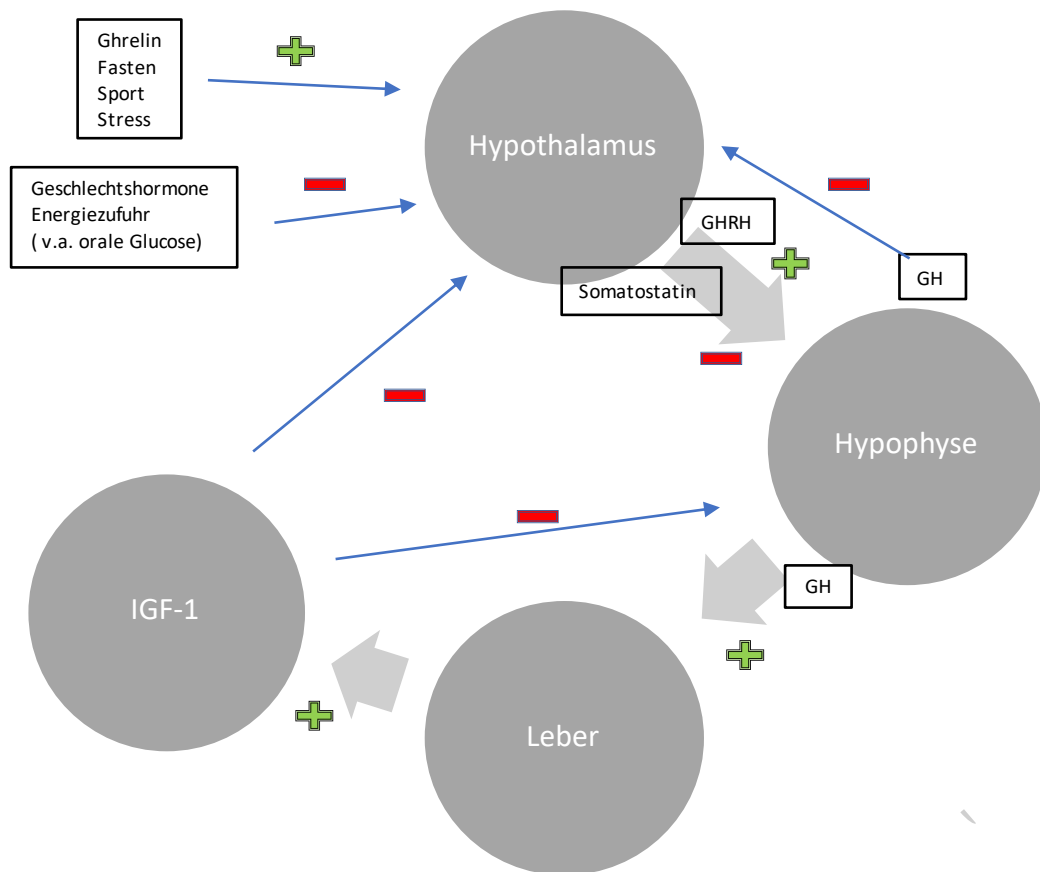 Ghrelin
Fasten
Sport
Stress
Hypothalamus
Geschlechtshormone
Energiezufuhr
( v.a. orale Glucose)
GHRH
GH
Somatostatin
Hypophyse
GH
IGF-1
Leber